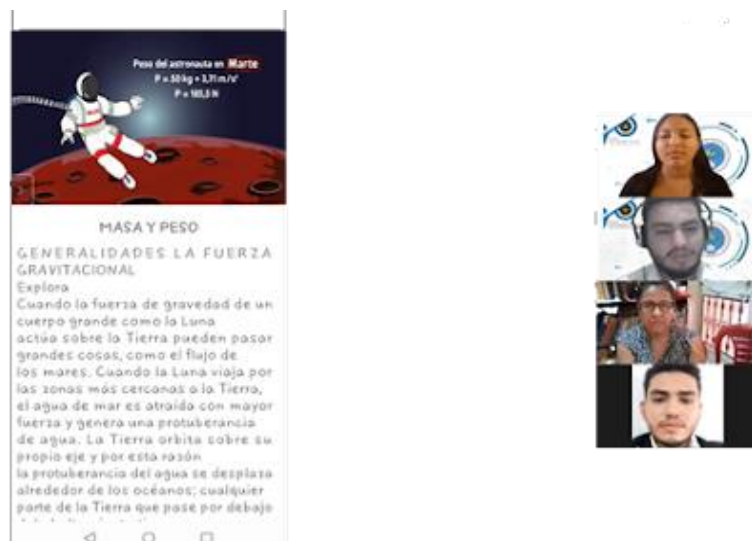 Peso del astronauta en Marte
P = 50 kg * 3,71 m/s²
P = 185,5 N
MASA Y PESO
GENERALIDADES LA FUERZA
GRAVITACIONAL
Explora
Cuando la fuerza de gravedad de un
cuerpo grande como la Luna
actúa sobre la Tierra pueden pasar
grandes cosas, como el flujo de
los mares. Cuando la Luna viaja por
las zonas más cercanas a la Tierra,
el agua de mar es atraída con mayor
fuerza y genera una protuberancia
de agua. La Tierra orbita sobre su
propio eje y por esta razón
la protuberancia del agua se desplaza
alrededor de los océanos; cualquier
parte de la Tierra que pase por debajo